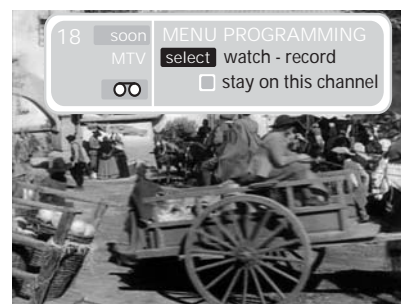 18 soon
MTV
MENU PROGRAMMING
select watch - record
stay on this channel